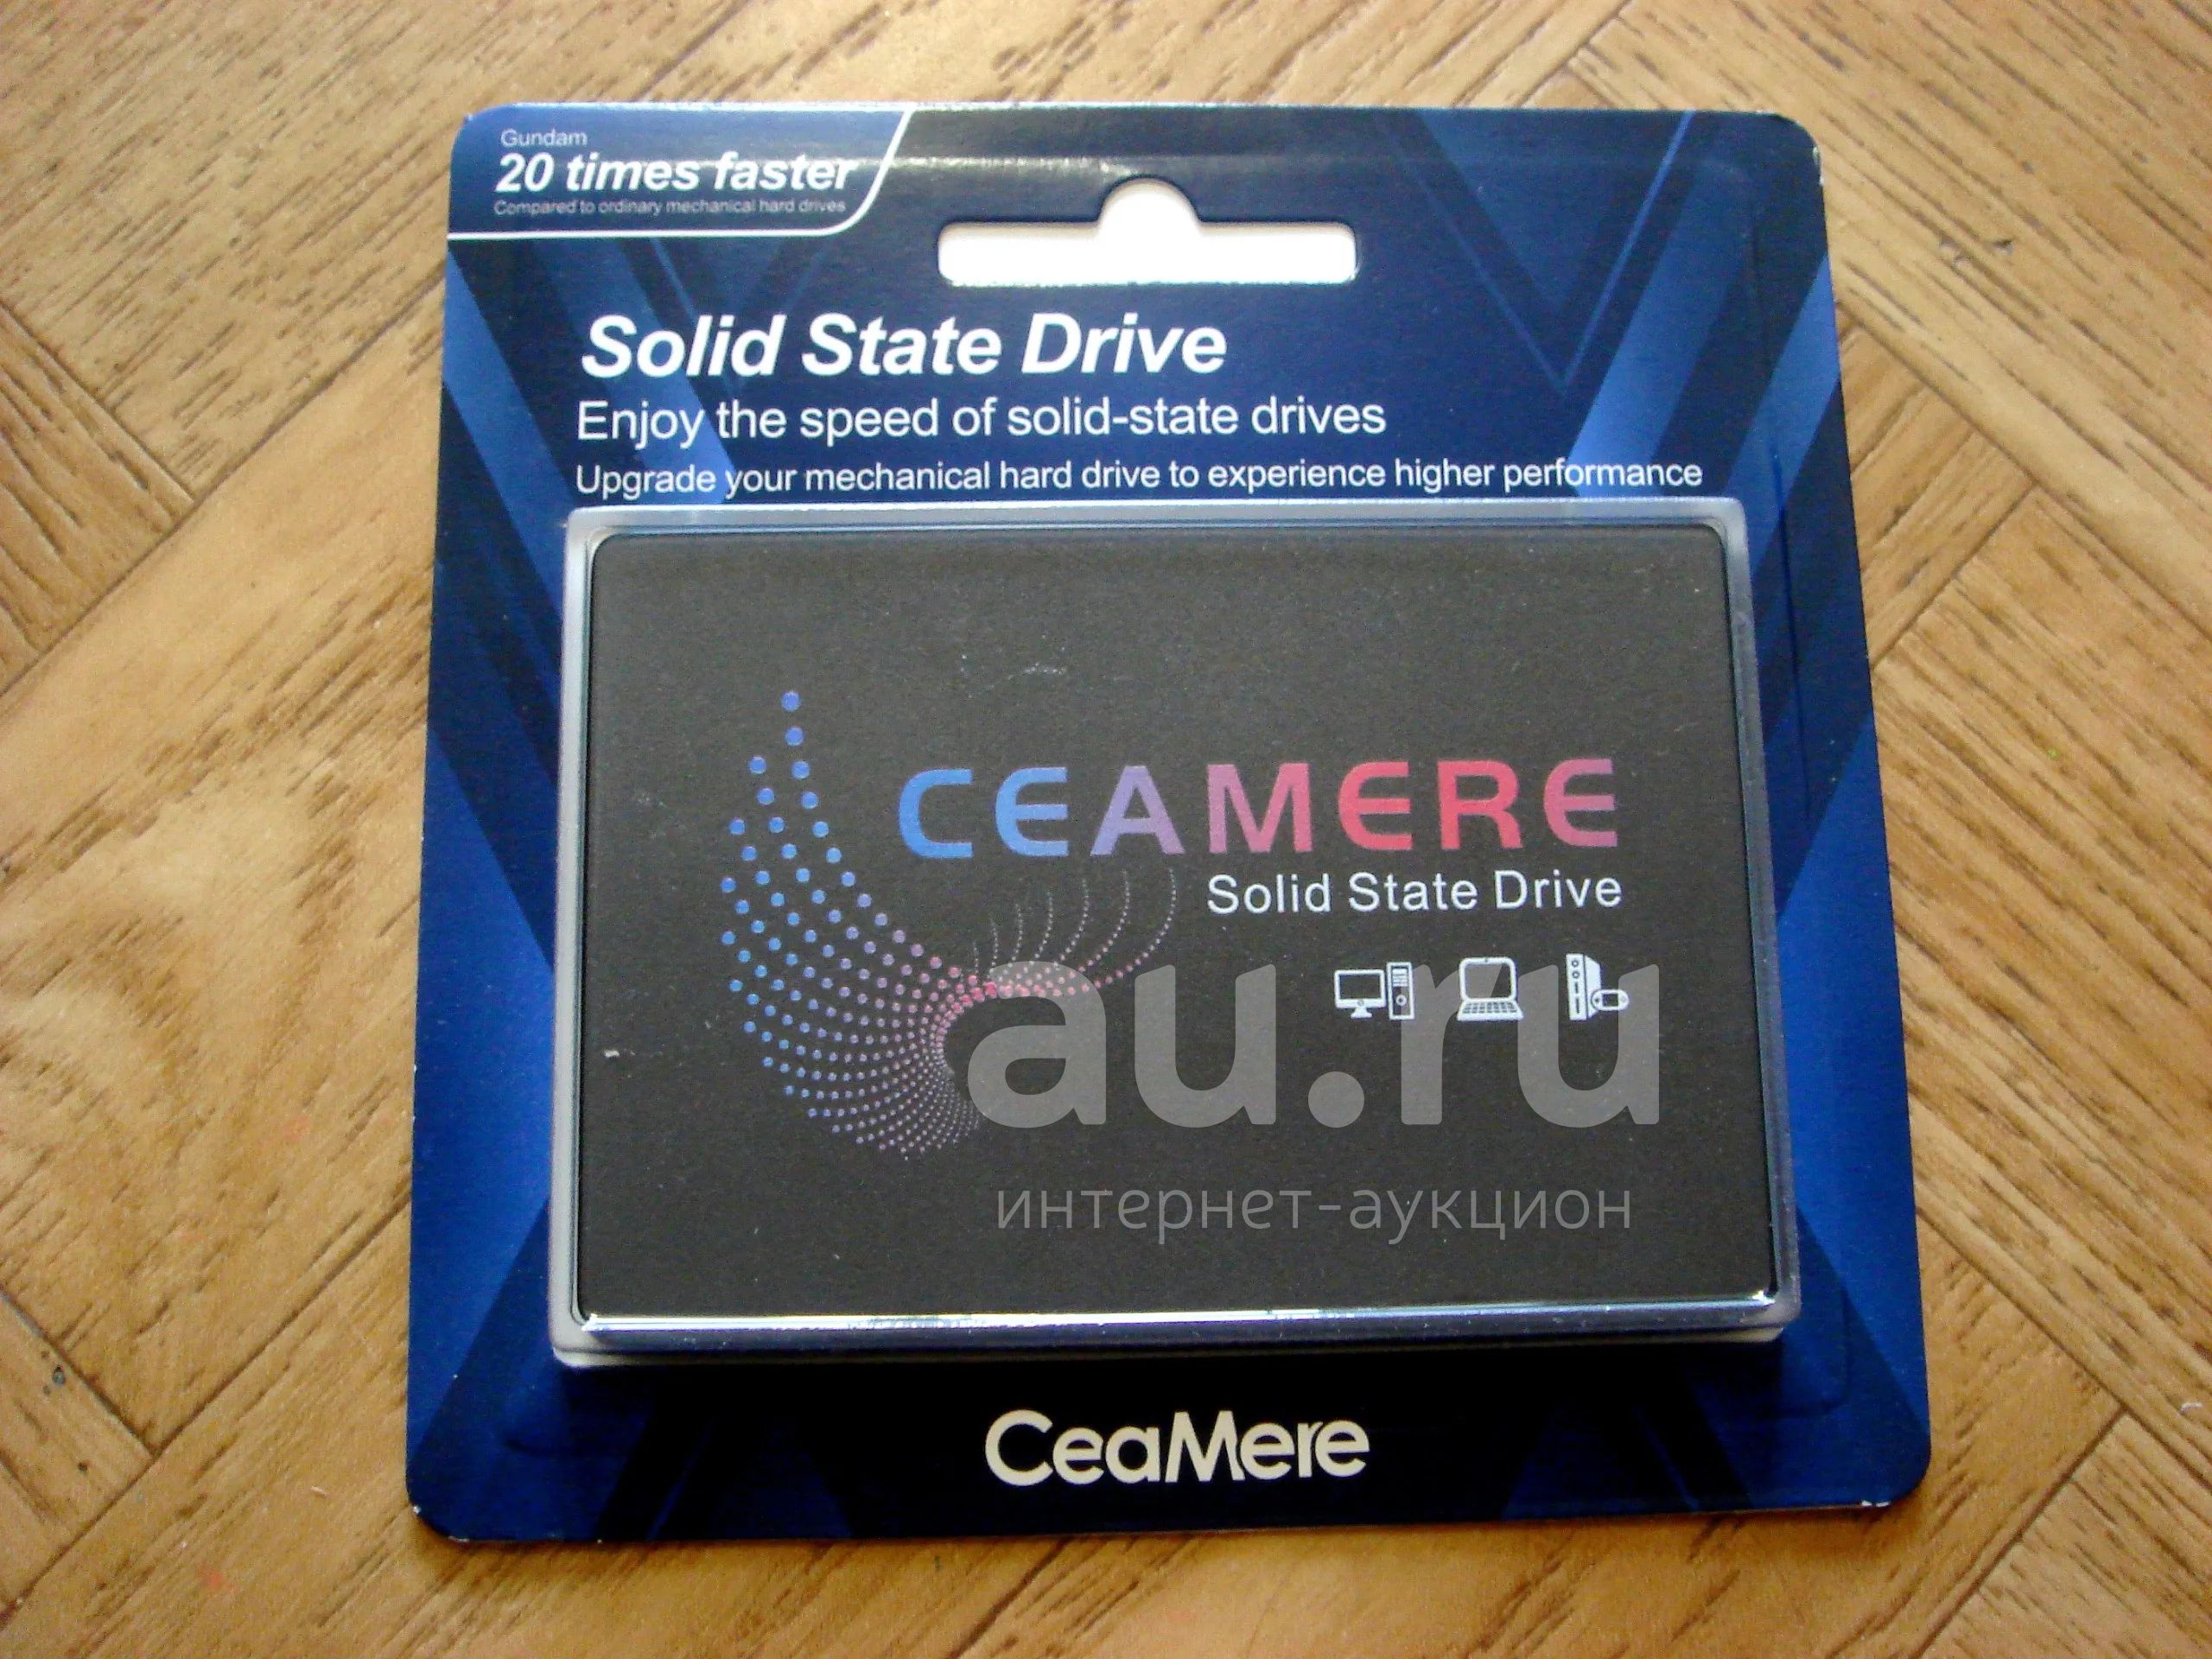 Gundam
20 times faster
Compared to ordinary mechanical hard drives
Solid State Drive
Enjoy the speed of solid-state drives
Upgrade your mechanical hard drive to experience higher performance
CEAMERE
Solid State Drive
au.ru
интернет-аукцион
CeaMere